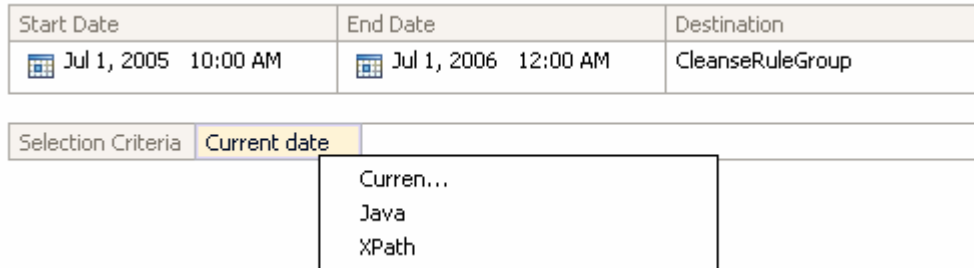 Start Date End Date Destination
Jul 1, 2005 10:00 AM Jul 1, 2006 12:00 AM CleanseRuleGroup
Selection Criteria Current date
Curren...
Java
XPath